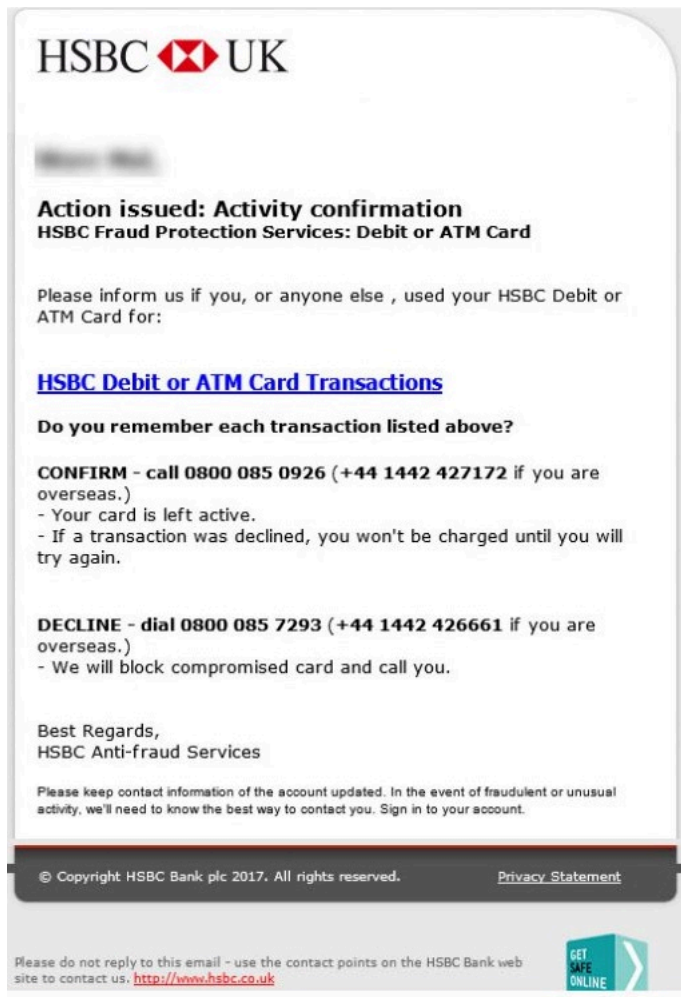 HSBC UK
Action issued: Activity confirmation
HSBC Fraud Protection Services: Debit or ATM Card
Please inform us if you, or anyone else , used your HSBC Debit or
ATM Card for:
HSBC Debit or ATM Card Transactions
Do you remember each transaction listed above?
CONFIRM - call 0800 085 0926 (+44 1442 427172 if you are
overseas.)
- Your card is left active.
- If a transaction was declined, you won't be charged until you will
try again.
DECLINE - dial 0800 085 7293 (+44 1442 426661 if you are
overseas.)
- We will block compromised card and call you.
Best Regards,
HSBC Anti-fraud Services
Please keep contact information of the account updated. In the event of fraudulent or unusual
activity, we'll need to know the best way to contact you. Sign in to your account.
© Copyright HSBC Bank plc 2017. All rights reserved. Privacy Statement
Please do not reply to this email - use the contact points on the HSBC Bank web
site to contact us. http://www.hsbc.co.uk
GET
SAFE
ONLINE